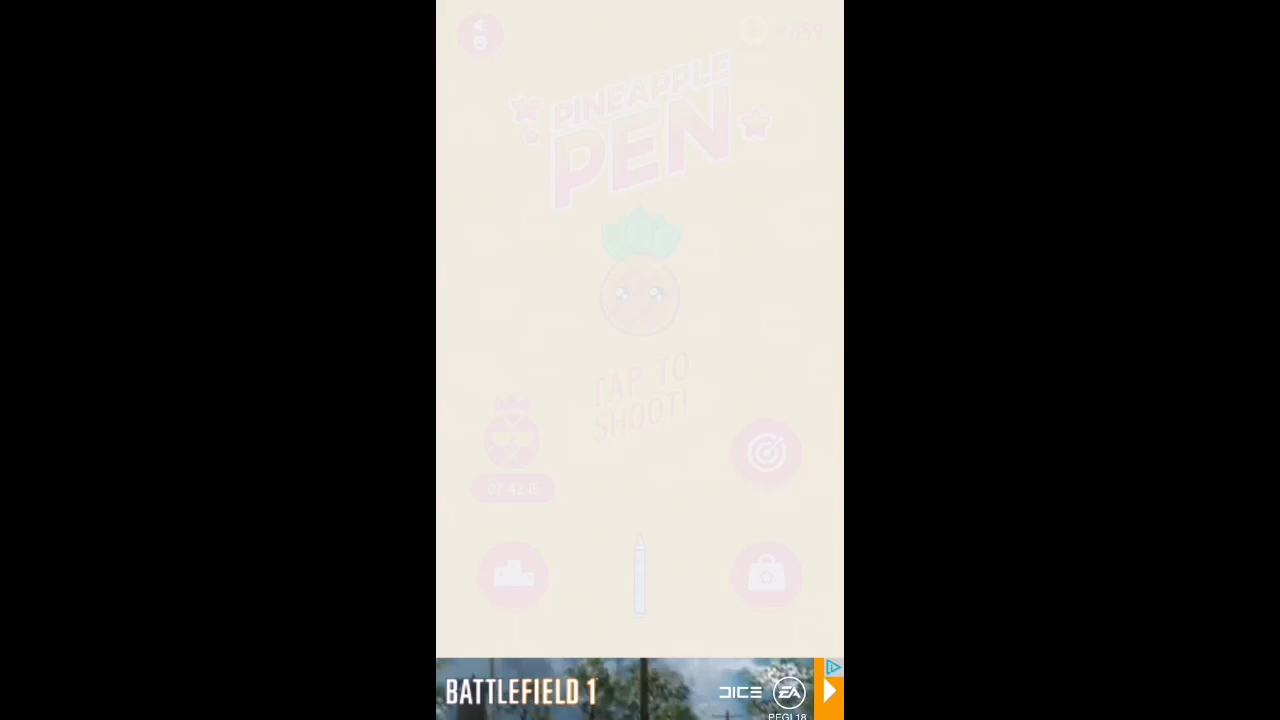 PINEAPPLE
PEN
TAP TO
SHOOT!
BATTLEFIELD 1
DICE
EA
PEGI 18